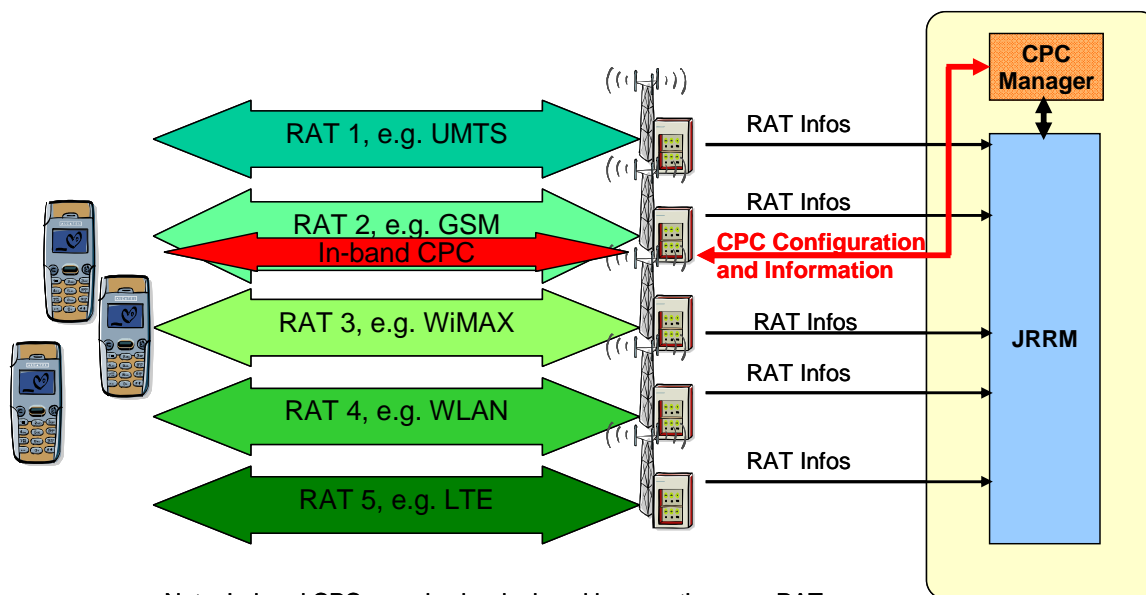 CPC
Manager
RAT 1, e.g. UMTS
RAT Infos
RAT 2, e.g. GSM
RAT Infos
In-band CPC
CPC Configuration
and Information
RAT 3, e.g. WiMAX
RAT Infos
JRRM
RAT 4, e.g. WLAN
RAT Infos
RAT 5, e.g. LTE
RAT Infos